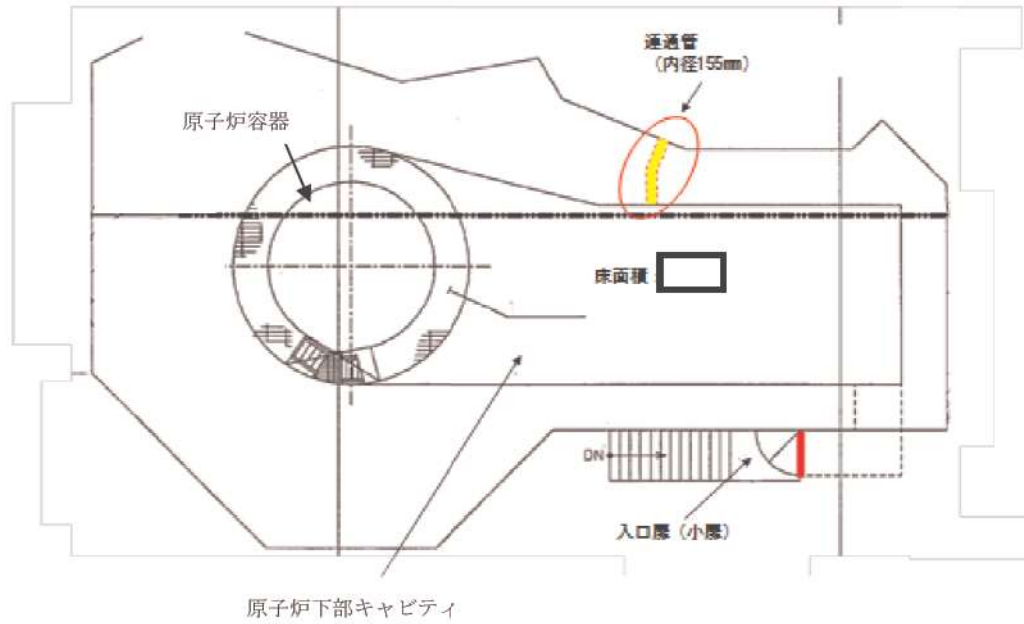 連通管
（内径155mm）
原子炉容器
床面積：
DN
入口扉（小扉）
原子炉下部キャビティ